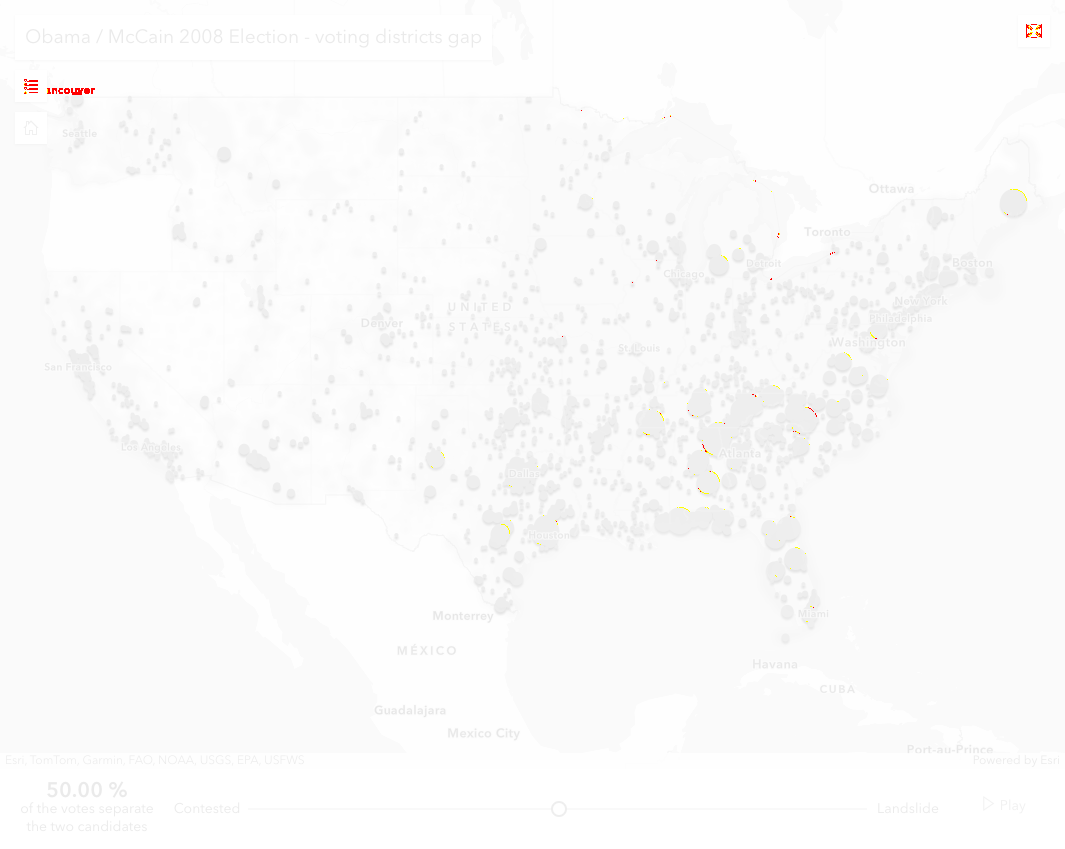 Obama / McCain 2008 Election - voting districts gap
ncouver
Seattle
Ottawa
Toronto
Boston
Detroit
Chicago
New York
Philadelphia
UNITED
STATES
Denver
Washington
St. Louis
San Francisco
Los Angeles
Atlanta
Dallas
Houston
Monterrey
Miami
MÉXICO
Havana
CUBA
Guadalajara
Mexico City
Port-au-Prince
Esri, TomTom, Garmin, FAO, NOAA, USGS, EPA, USFWS
Powered by Esri
50.00 %
of the votes separate
the two candidates
Contested
Landslide
Play